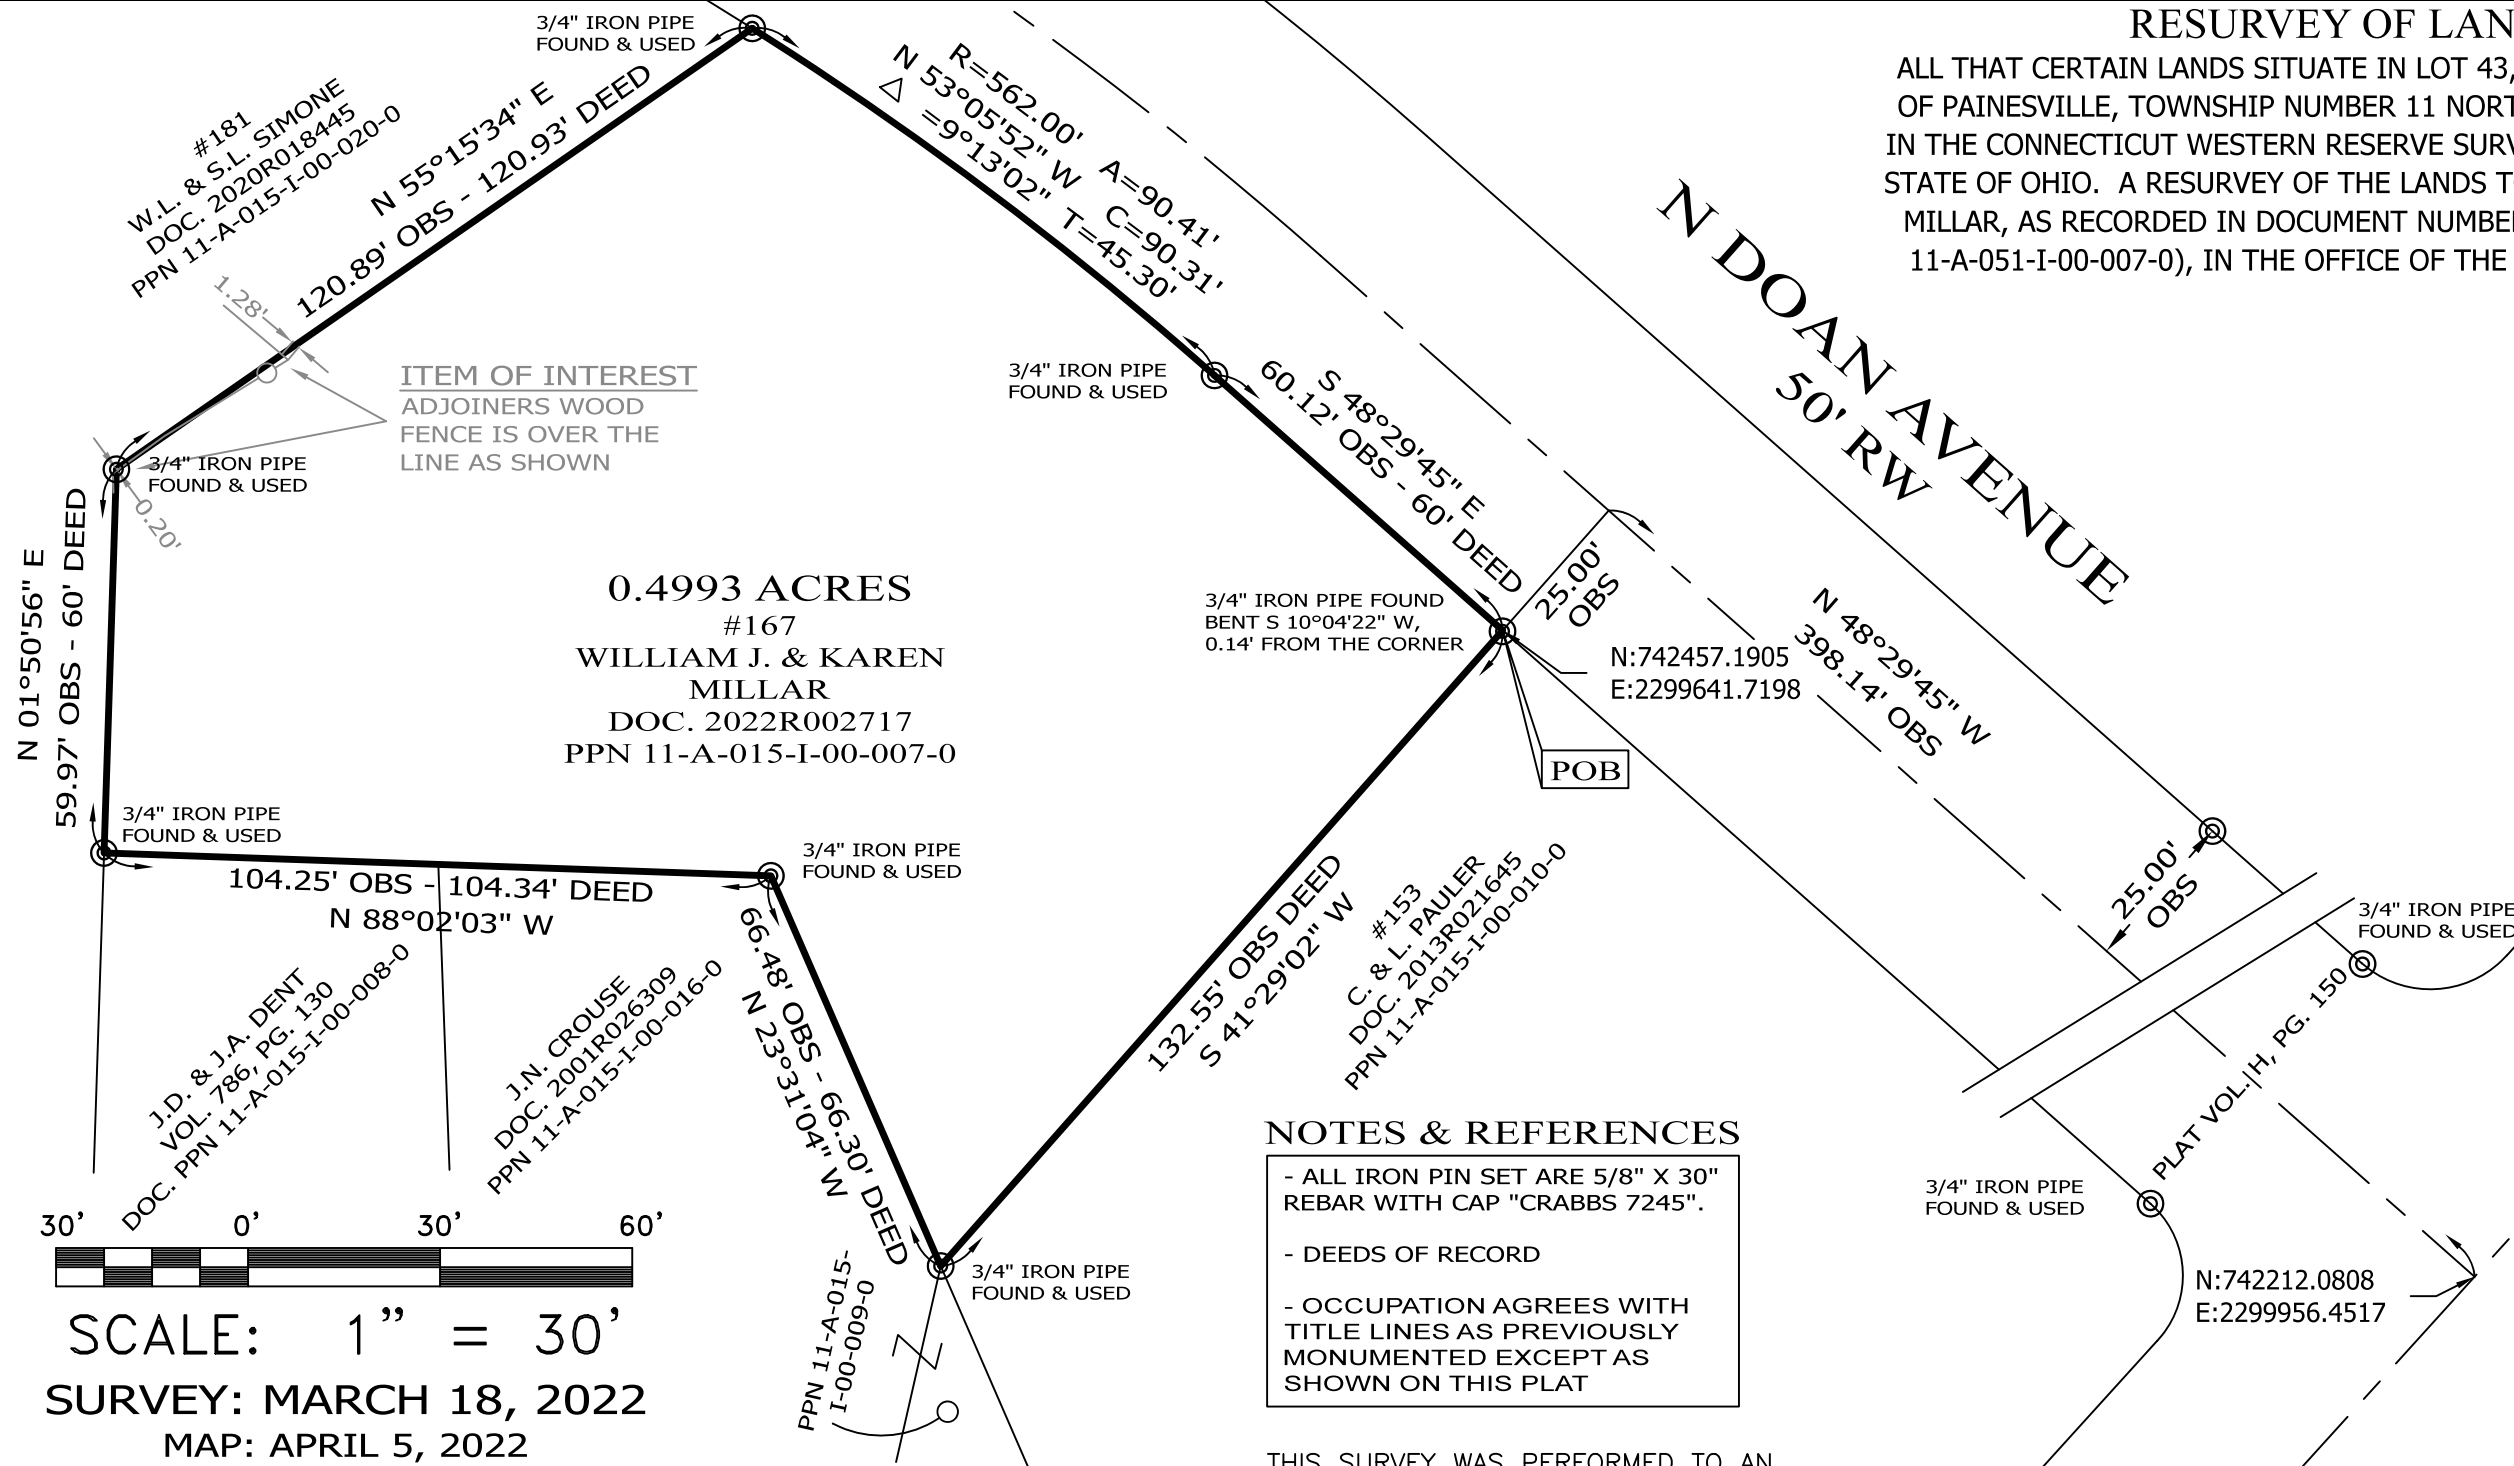 3/4" IRON PIPE
FOUND & USED
#181
W.L. & S.L. SIMONE
DOC. 2020R018445
PPN 11-A-015-I-00-020-0
N 55°15'34" E
120.89' OBS - 120.93' DEED
1.28'
R=562.00' A=90.41'
N 53°05'52" W C=90.31'
△ =9°13'02" T=45.30'
RESURVEY OF LAN
ALL THAT CERTAIN LANDS SITUATE IN LOT 43,
OF PAINESVILLE, TOWNSHIP NUMBER 11 NORT
IN THE CONNECTICUT WESTERN RESERVE SURV
STATE OF OHIO. A RESURVEY OF THE LANDS T
MILLAR, AS RECORDED IN DOCUMENT NUMBER
11-A-051-I-00-007-0), IN THE OFFICE OF THE
N DOAN AVENUE
50' RW
ITEM OF INTEREST
ADJOINERS WOOD
FENCE IS OVER THE
LINE AS SHOWN
3/4" IRON PIPE
FOUND & USED
0.20'
3/4" IRON PIPE
FOUND & USED
S 48°29'45" E
60.12' OBS - 60' DEED
25.00'
OBS
N 01°50'56" E
59.97' OBS - 60' DEED
0.4993 ACRES
#167
WILLIAM J. & KAREN
MILLAR
DOC. 2022R002717
PPN 11-A-015-I-00-007-0
3/4" IRON PIPE FOUND
BENT S 10°04'22" W,
0.14' FROM THE CORNER
N:742457.1905
E:2299641.7198
POB
N 48°29'45" W
398.14' OBS
3/4" IRON PIPE
FOUND & USED
104.25' OBS - 104.34' DEED
N 88°02'03" W
3/4" IRON PIPE
FOUND & USED
66.48' OBS - 66.30' DEED
N 23°31'04" W
132.55' OBS DEED
S 41°29'02" W
#153
C. & L. PAULER
DOC. 2013R021645
PPN 11-A-015-I-00-010-0
25.00'
OBS
3/4" IRON PIPE
FOUND & USED
PLAT VOL. H, PG. 150
J.D. & J.A. DENT
VOL. 786, PG. 130
DOC. PPN 11-A-015-I-00-008-0
J.N. CROUSE
DOC. 2001R026309
PPN 11-A-015-I-00-016-0
NOTES & REFERENCES
- ALL IRON PIN SET ARE 5/8" X 30"
REBAR WITH CAP "CRABBS 7245".
- DEEDS OF RECORD
- OCCUPATION AGREES WITH
TITLE LINES AS PREVIOUSLY
MONUMENTED EXCEPT AS
SHOWN ON THIS PLAT
3/4" IRON PIPE
FOUND & USED
N:742212.0808
E:2299956.4517
3/4" IRON PIPE
FOUND & USED
PPN 11-A-015-
I-00-009-0
30' 0' 30' 60'
SCALE: 1" = 30'
SURVEY: MARCH 18, 2022
MAP: APRIL 5, 2022
THIS SURVEY WAS PERFORMED TO AN